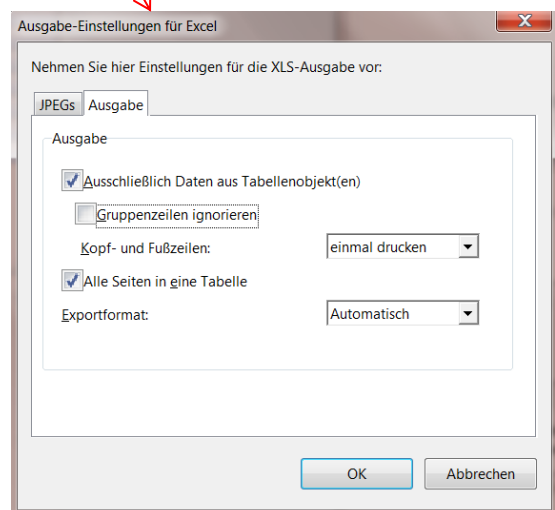 Ausgabe-Einstellungen für Excel
Nehmen Sie hier Einstellungen für die XLS-Ausgabe vor:
JPEGs Ausgabe
Ausgabe
Ausschließlich Daten aus Tabellenobjekt(en)
Gruppenzeilen ignorieren
Kopf- und Fußzeilen: einmal drucken
Alle Seiten in eine Tabelle
Exportformat: Automatisch
OK Abbrechen